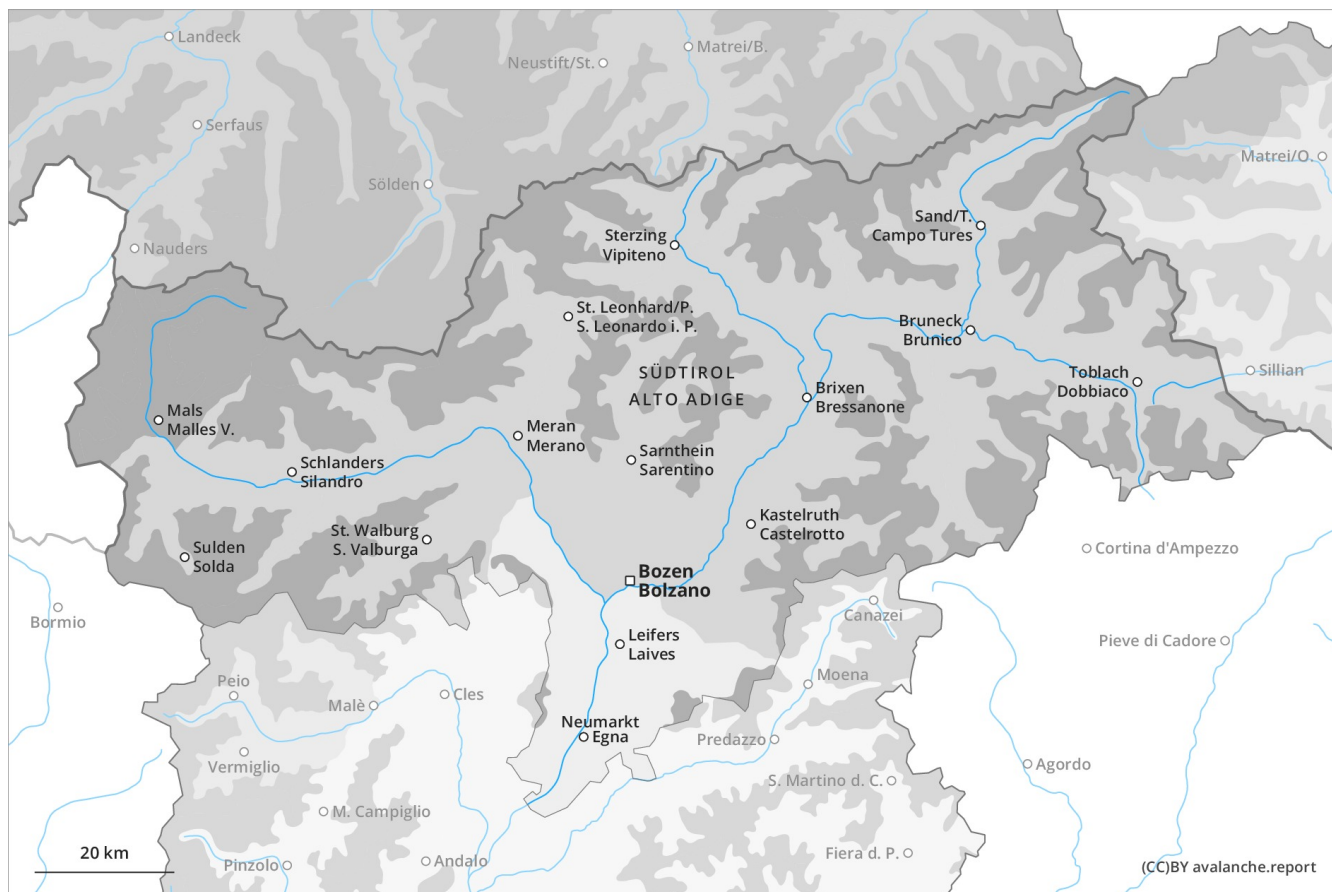 Landeck
Matrei/B.
Neustift/St.
Serfaus
Matrei/O.
Sölden
Sand/T.
Campo Tures
Sterzing
Vipiteno
Nauders
St. Leonhard/P.
S. Leonardo i. P.
Bruneck
Brunico
SÜDTIROL
ALTO ADIGE
Toblach
Dobbiaco
Sillian
Brixen
Bressanone
Mals
Malles V.
Meran
Merano
Sarnthein
Sarentino
Schlanders
Silandro
Kastelruth
Castelrotto
St. Walburg
S. Valburga
Sulden
Solda
Cortina d'Ampezzo
Bozen
Bolzano
Bormio
Canazei
Leifers
Laives
Pieve di Cadore
Peio
Moena
Malè
Cles
Neumarkt
Egna
Predazzo
Vermiglio
Agordo
S. Martino d. C.
M. Campiglio
20 km
Pinzolo
Andalo
Fiera d. P.
(CC)BY avalanche.report